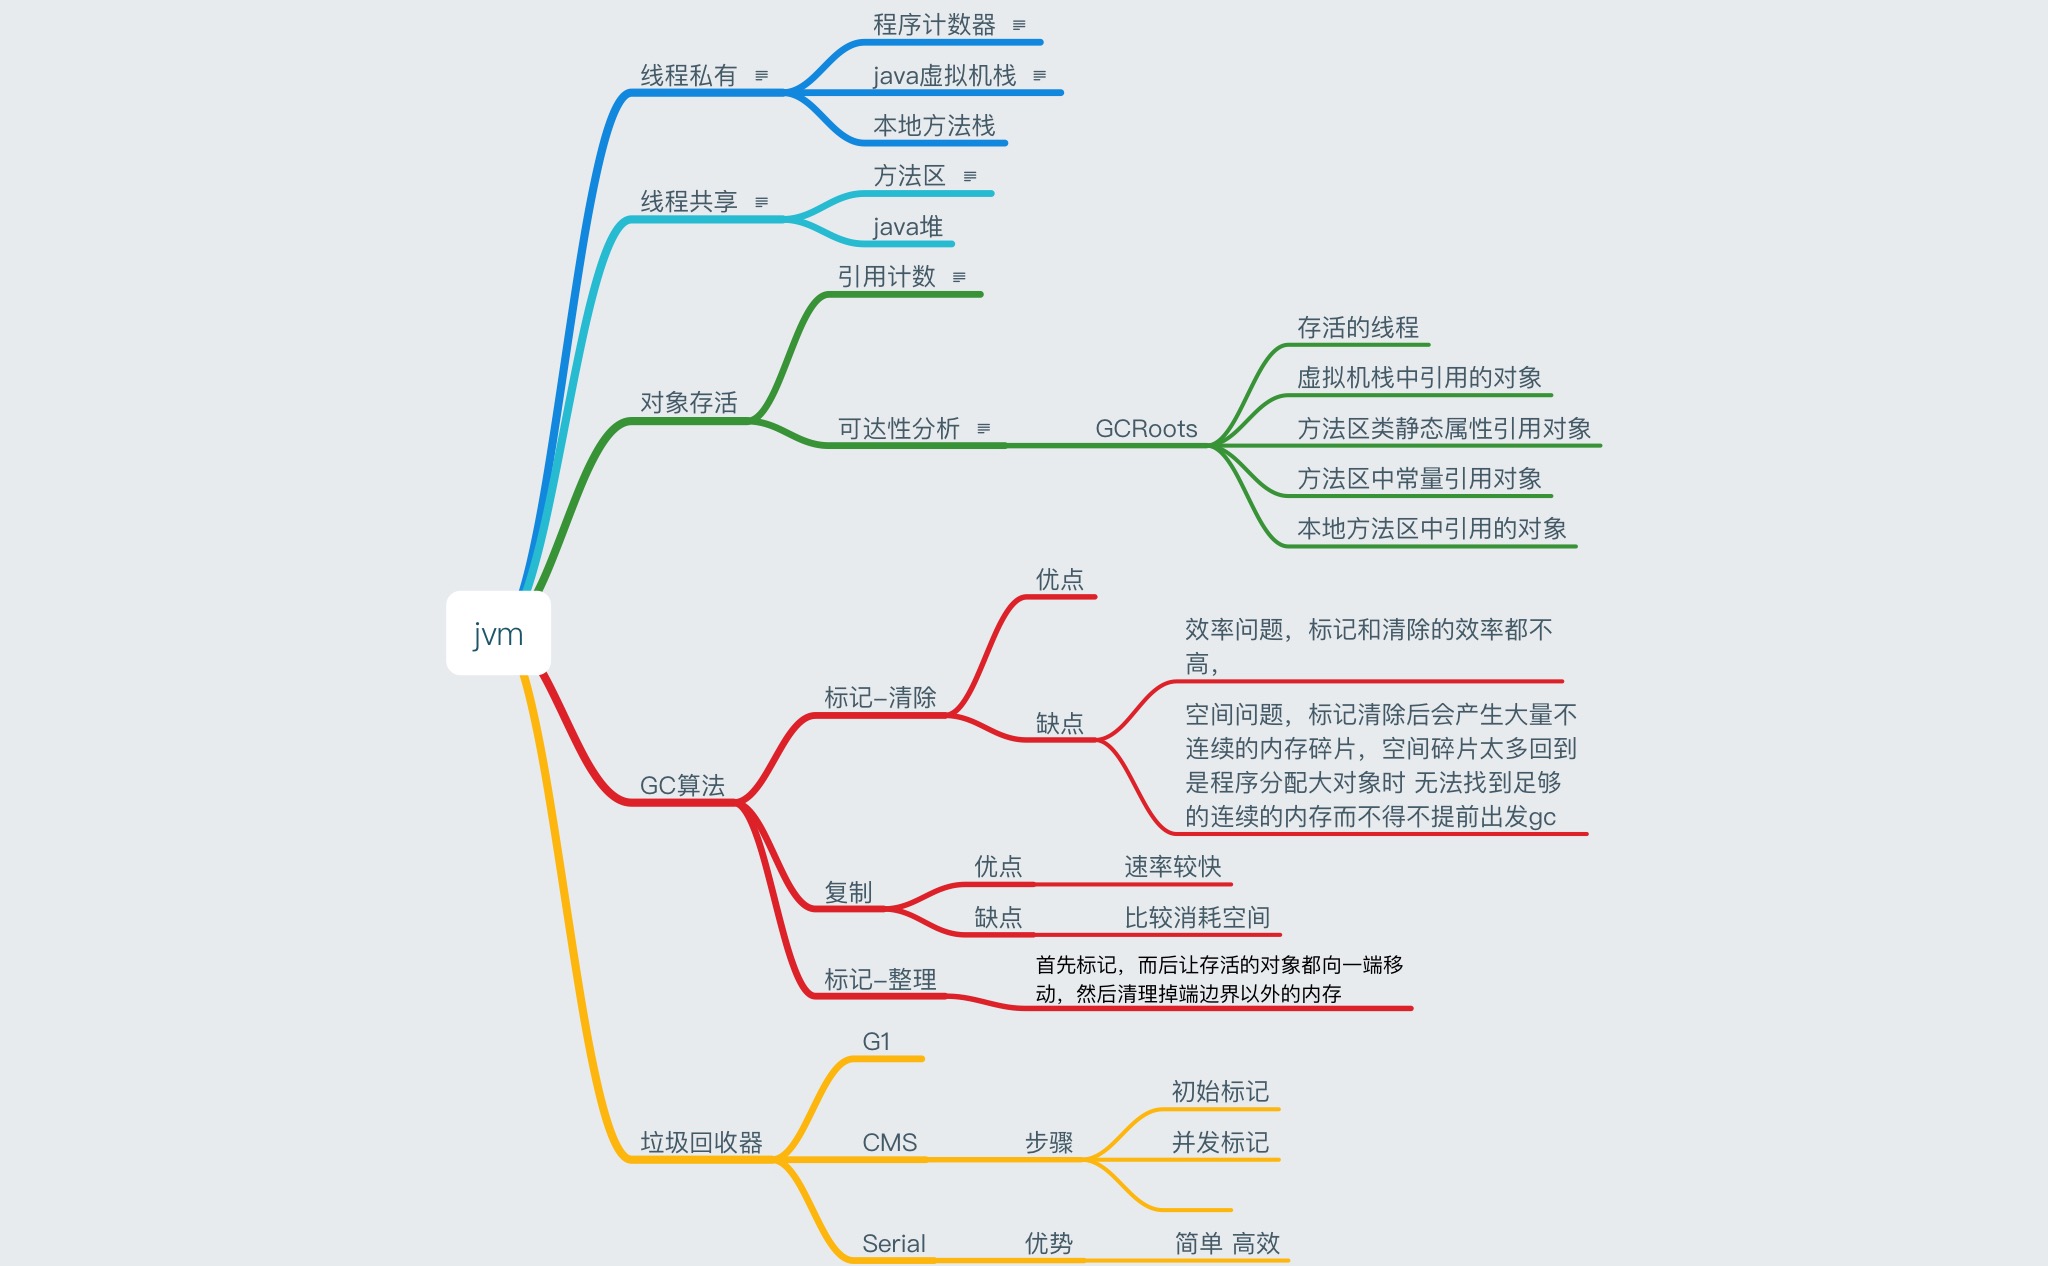 程序计数器
线程私有
java虚拟机栈
本地方法栈
方法区
线程共享
java堆
引用计数
存活的线程
虚拟机栈中引用的对象
对象存活
可达性分析
GCRoots
方法区类静态属性引用对象
方法区中常量引用对象
本地方法区中引用的对象
优点
jvm
效率问题，标记和清除的效率都不
高，
标记-清除
缺点
空间问题，标记清除后会产生大量不
连续的内存碎片，空间碎片太多回到
是程序分配大对象时 无法找到足够
的连续的内存而不得不提前出发gc
GC算法
优点
速率较快
复制
缺点
比较消耗空间
标记-整理
首先标记，而后让存活的对象都向一端移
动，然后清理掉端边界以外的内存
G1
初始标记
垃圾回收器
CMS
步骤
并发标记
Serial
优势
简单 高效